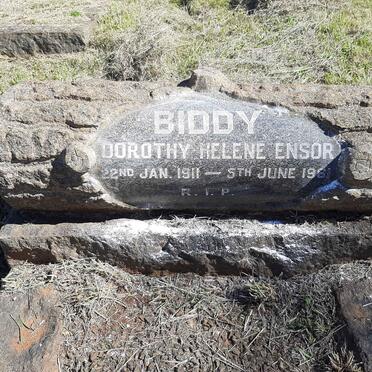 BIDDY
DOROTHY HELENE ENSOR
22ND JAN. 1911 — 5TH JUNE
R.I.P